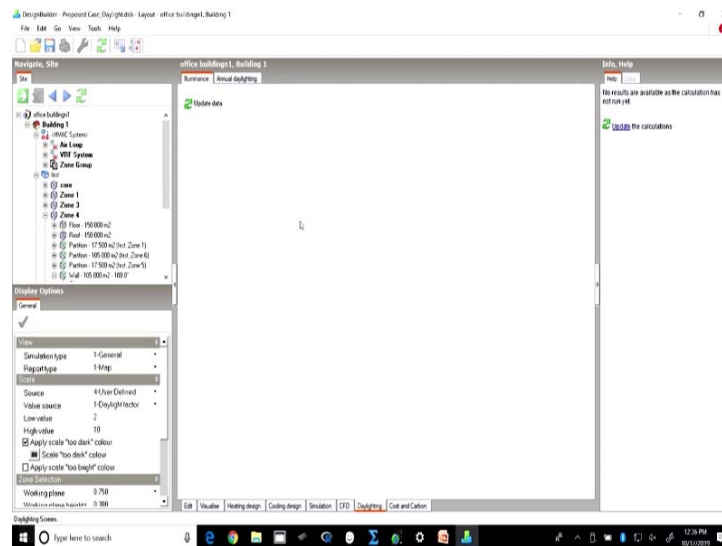 DesignBuilder - Proposed Case_Daylight.dsb - Layout - office buildings1, Building 1
File Edit Go View Tools Help
Navigate, Site
Site
office buildings1
Building 1
HVAC Systems
Air Loop
VRF System
Zone Group
first
core
Zone 1
Zone 3
Zone 4
Floor - 150.000 m2
Roof - 150.000 m2
Partition - 17.500 m2 (first, Zone 1)
Partition - 105.000 m2 (first, Zone 6)
Partition - 17.500 m2 (first, Zone 5)
Wall - 105.000 m2 - 180.0°
Display Options
General
View
Simulation type 1-General
Report type 1-Map
Scale
Source 4-User Defined
Value source 1-Daylight factor
Low value 2
High value 10
Apply scale "too dark" colour
Scale "too dark" colour
Apply scale "too bright" colour
Zone Selection
Working plane 0.750
office buildings1, Building 1
Illuminance Annual daylighting
Update data
Edit Visualise Heating design Cooling design Simulation CFD Daylighting Cost and Carbon
Info, Help
Help Data
No results are available as the calculation has not run yet.
Update the calculations
Daylighting Screen.
Type here to search
12:36 PM
10/17/2019